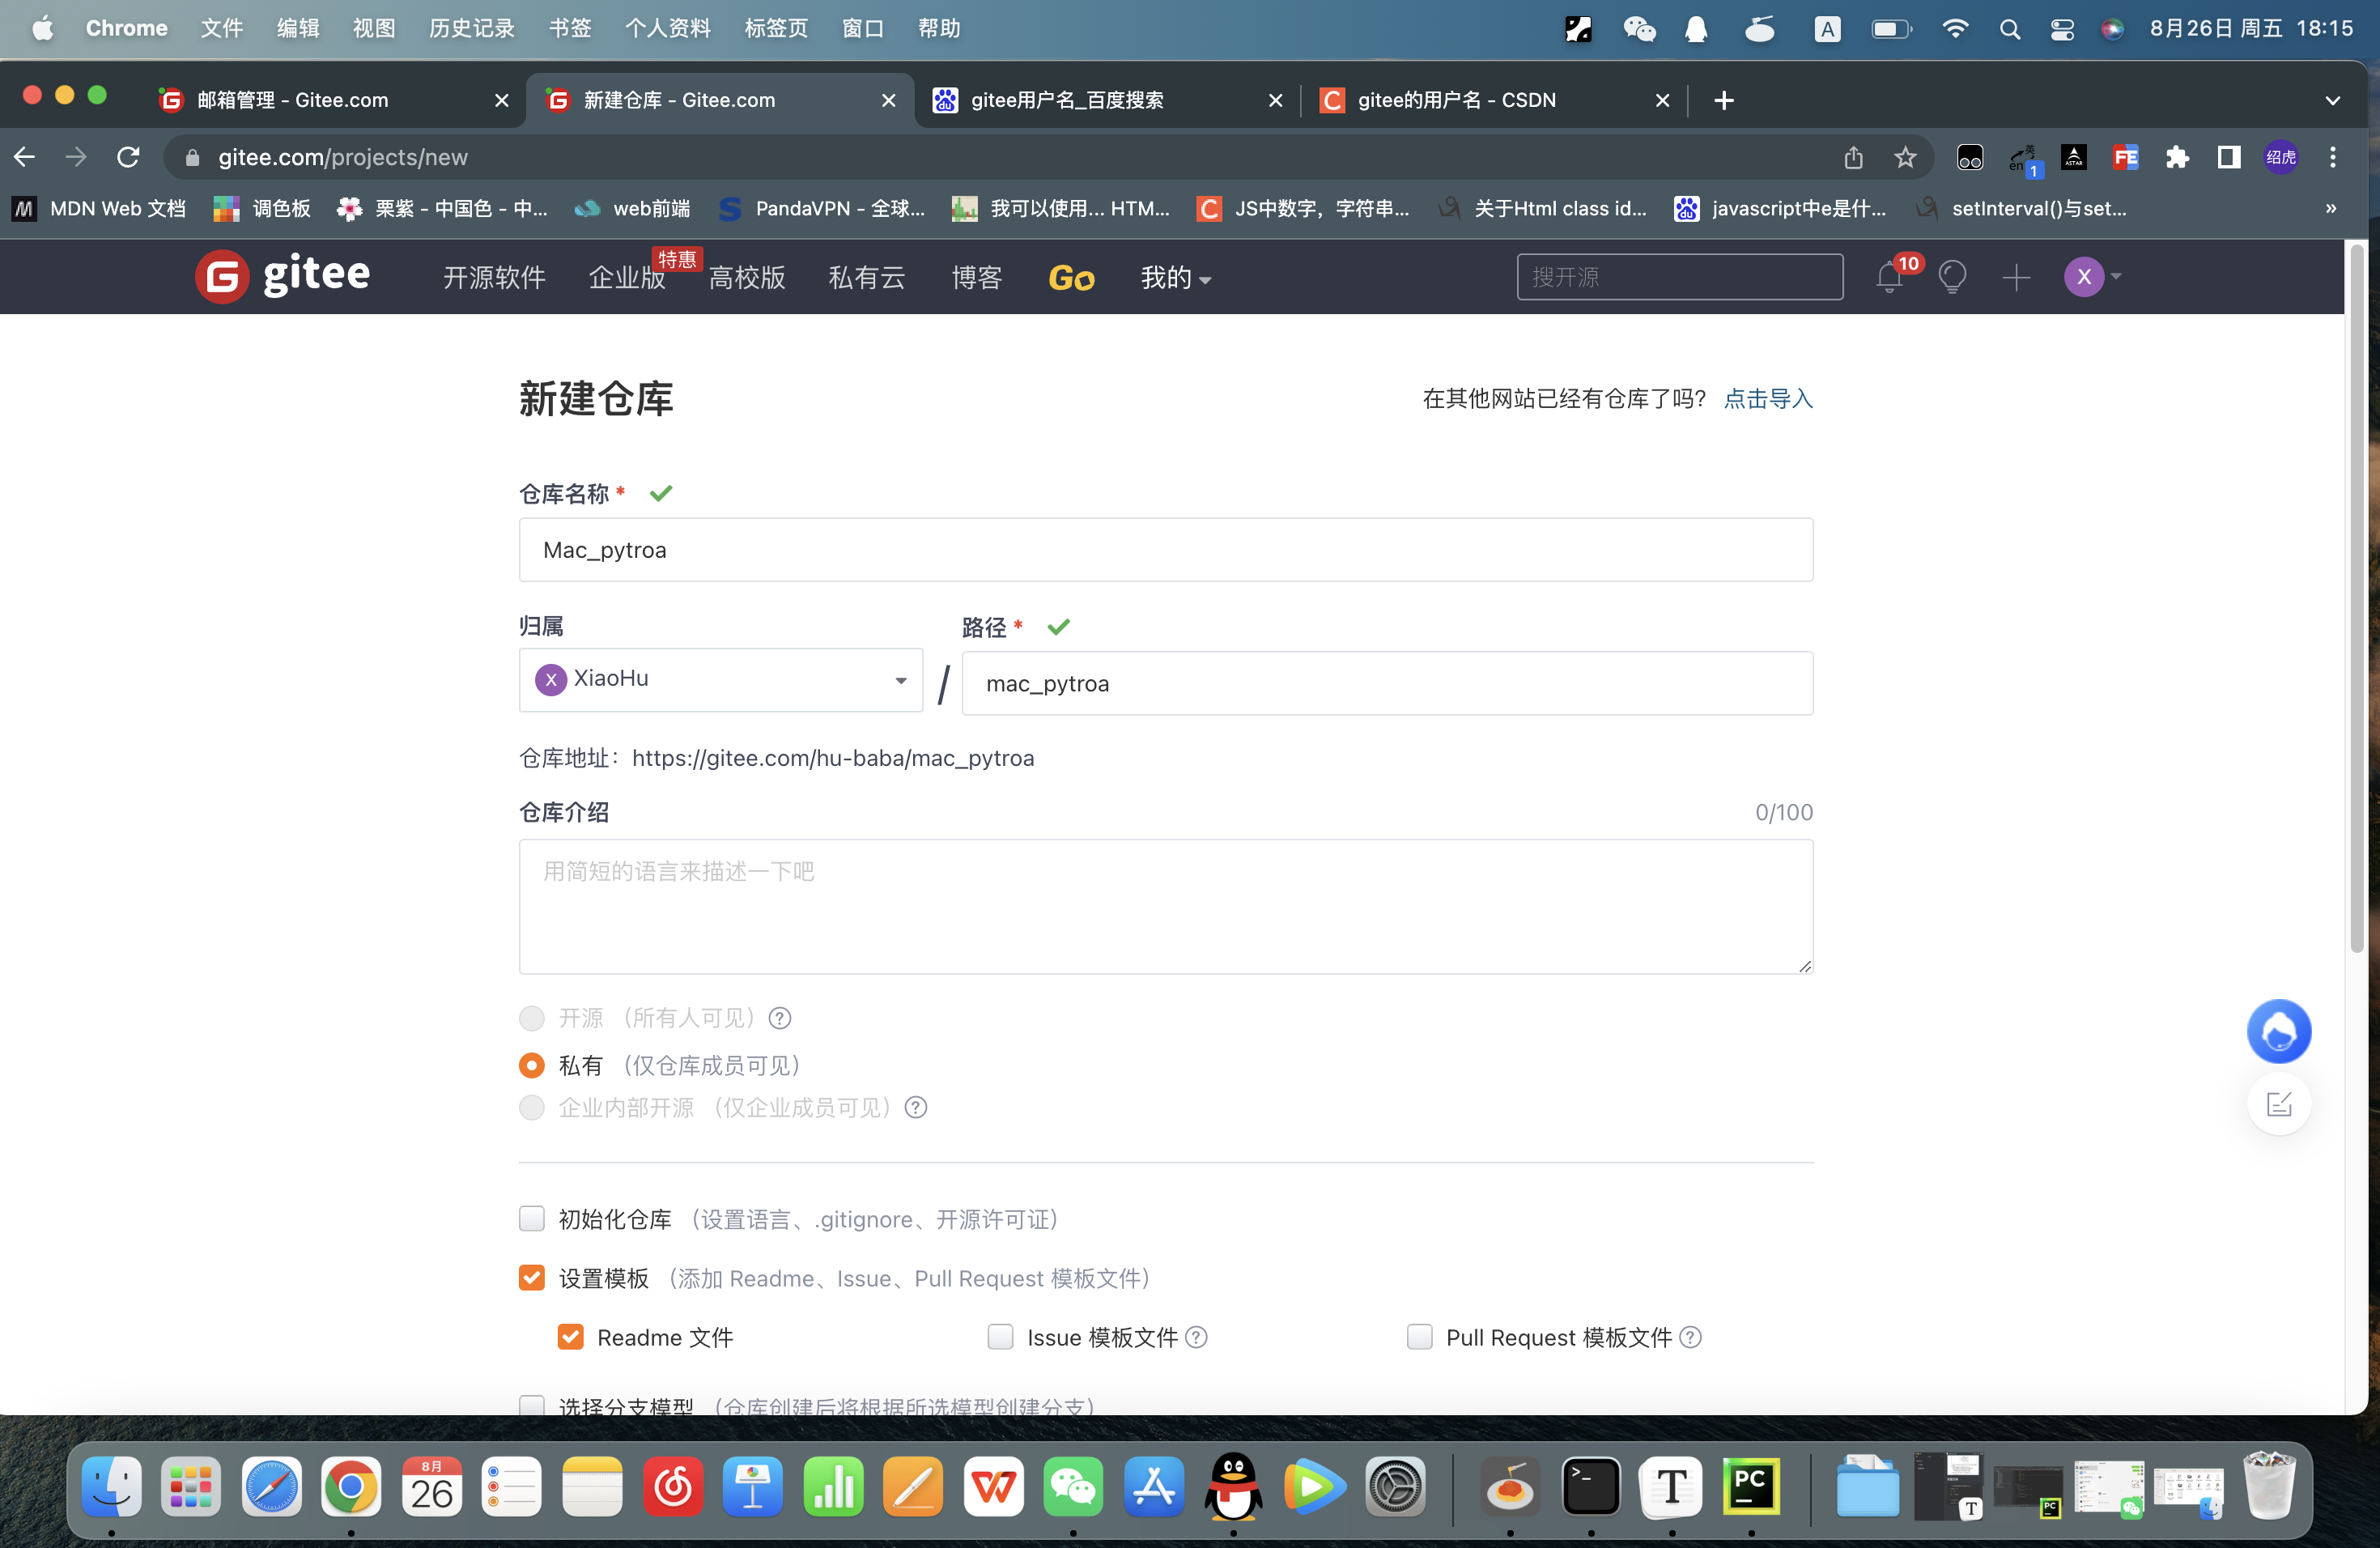 Chrome 文件 编辑 视图 历史记录 书签 个人资料 标签页 窗口 帮助 A 8月26日 周五 18:15
邮箱管理 - Gitee.com 新建仓库 - Gitee.com gitee用户名_百度搜索 gitee的用户名 - CSDN
gitee.com/projects/new 英 en 1 ASTAR FE 绍虎
MDN Web 文档 调色板 栗紫 - 中国色 - 中... web前端 PandaVPN - 全球... 我可以使用... HTM... JS中数字，字符串... 关于Html class id... javascript中e是什... setInterval()与set... »
gitee 开源软件 企业版 特惠 高校版 私有云 博客 Go 我的 搜开源 10 X
新建仓库 在其他网站已经有仓库了吗？ 点击导入
仓库名称 *
Mac_pytroa
归属 路径 *
X XiaoHu / mac_pytroa
仓库地址：https://gitee.com/hu-baba/mac_pytroa
仓库介绍 0/100
用简短的语言来描述一下吧
开源 （所有人可见） ?
私有 （仅仓库成员可见）
企业内部开源 （仅企业成员可见） ?
初始化仓库 （设置语言、.gitignore、开源许可证）
设置模板 （添加 Readme、Issue、Pull Request 模板文件）
Readme 文件 Issue 模板文件 ? Pull Request 模板文件 ?
选择分支模型 （仓库创建后将根据所选模型创建分支）
8月
26
T
PC